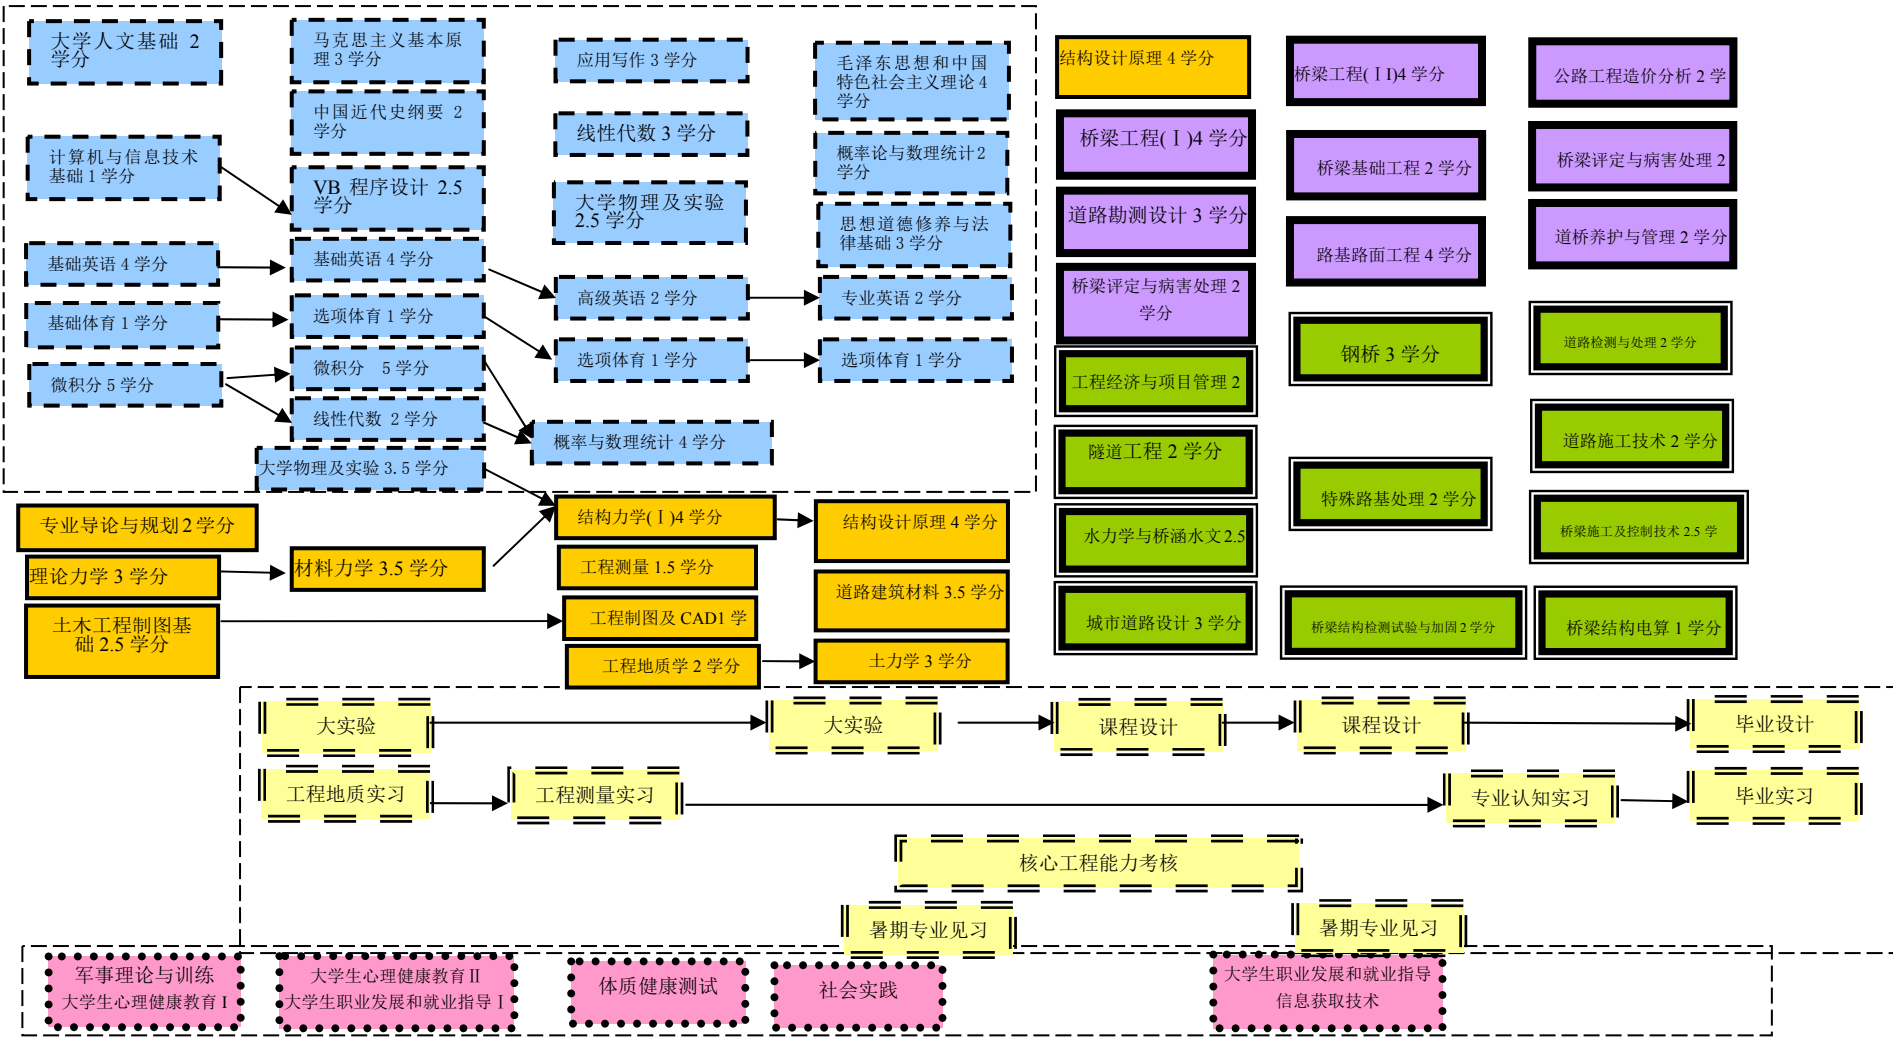 大学人文基础 2
学分
计算机与信息技术
基础 1 学分
基础英语 4 学分
基础体育 1 学分
微积分 5 学分
马克思主义基本原
理 3 学分
中国近代史纲要 2
学分
VB 程序设计 2.5
学分
基础英语 4 学分
选项体育 1 学分
微积分 5 学分
线性代数 2 学分
大学物理及实验 3.5 学分
应用写作 3 学分
线性代数 3 学分
大学物理及实验
2.5 学分
高级英语 2 学分
选项体育 1 学分
概率与数理统计 4 学分
毛泽东思想和中国
特色社会主义理论 4
学分
概率论与数理统计 2
学分
思想道德修养与法
律基础 3 学分
专业英语 2 学分
选项体育 1 学分
专业导论与规划 2 学分
理论力学 3 学分
土木工程制图基
础 2.5 学分
材料力学 3.5 学分
结构力学(Ⅰ)4 学分
工程测量 1.5 学分
工程制图及 CAD1 学
工程地质学 2 学分
结构设计原理 4 学分
道路建筑材料 3.5 学分
土力学 3 学分
结构设计原理 4 学分
桥梁工程(Ⅰ)4 学分
道路勘测设计 3 学分
桥梁评定与病害处理 2
学分
工程经济与项目管理 2
隧道工程 2 学分
水力学与桥涵水文 2.5
城市道路设计 3 学分
桥梁工程(ⅠI)4 学分
桥梁基础工程 2 学分
路基路面工程 4 学分
钢桥 3 学分
特殊路基处理 2 学分
桥梁结构检测试验与加固 2 学分
公路工程造价分析 2 学
桥梁评定与病害处理 2
道桥养护与管理 2 学分
道路检测与处理 2 学分
道路施工技术 2 学分
桥梁施工及控制技术 2.5 学
桥梁结构电算 1 学分
大实验
大实验
课程设计
课程设计
毕业设计
工程地质实习
工程测量实习
专业认知实习
毕业实习
核心工程能力考核
暑期专业见习
暑期专业见习
军事理论与训练
大学生心理健康教育 I
大学生心理健康教育Ⅱ
大学生职业发展和就业指导Ⅰ
体质健康测试
社会实践
大学生职业发展和就业指导
信息获取技术